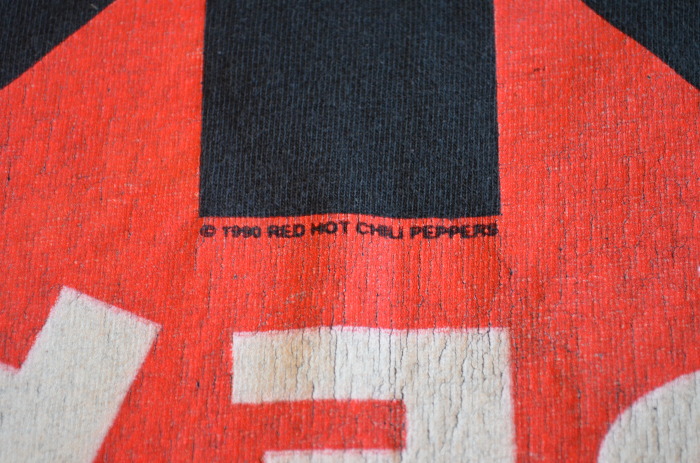 © 1990 RED HOT CHILI PEPPERS